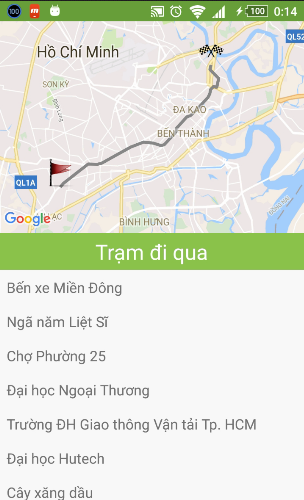 100
100
0:14
Hồ Chí Minh
QL52
SƠN KỲ
ĐA KAO
BẾN THÀNH
QL1A
LẠC
Google
BÌNH HƯNG
Trạm đi qua
Bến xe Miền Đông
Ngã năm Liệt Sĩ
Chợ Phường 25
Đại học Ngoại Thương
Trường ĐH Giao thông Vận tải Tp. HCM
Đại học Hutech
Cây xăng dầu